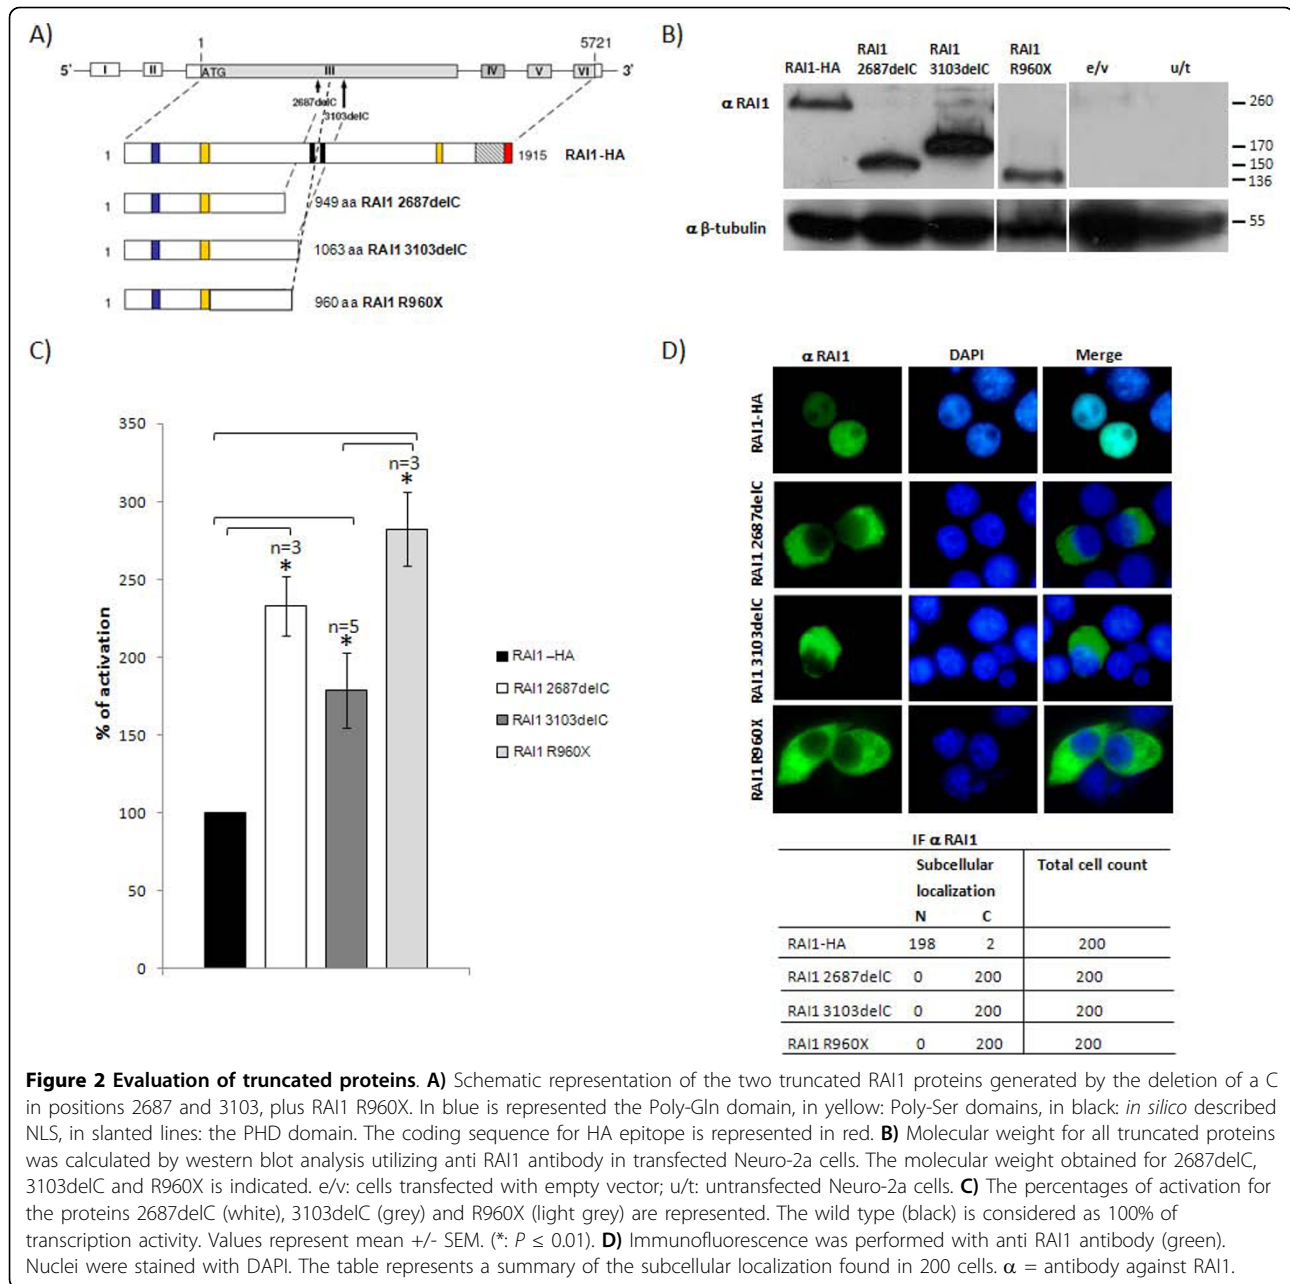 A)
1
5721
5'
I
II
ATG
III
IV
V
VI
3'
2687delC
3103delC
1
1915
RAI1-HA
1
949 aa RAI1 2687delC
1
1063 aa RAI1 3103delC
1
960 aa RAI1 R960X
B)
RAI1-HA
RAI1 2687delC
RAI1 3103delC
RAI1 R960X
e/v
u/t
α RAI1
260
170
150
136
α β-tubulin
55
C)
% of activation
350
300
250
200
150
100
50
0
n=3
*
n=5
*
n=3
*
RAI1 –HA
RAI1 2687delC
RAI1 3103delC
RAI1 R960X
D)
α RAI1 DAPI Merge
RAI1-HA
RAI1 2687delC
RAI1 3103delC
RAI1 R960X
IF α RAI1
Subcellular localization
Total cell count
N C
RAI1-HA 198 2 200
RAI1 2687delC 0 200 200
RAI1 3103delC 0 200 200
RAI1 R960X 0 200 200
Figure 2 Evaluation of truncated proteins. A) Schematic representation of the two truncated RAI1 proteins generated by the deletion of a C
in positions 2687 and 3103, plus RAI1 R960X. In blue is represented the Poly-Gln domain, in yellow: Poly-Ser domains, in black: in silico described
NLS, in slanted lines: the PHD domain. The coding sequence for HA epitope is represented in red. B) Molecular weight for all truncated proteins
was calculated by western blot analysis utilizing anti RAI1 antibody in transfected Neuro-2a cells. The molecular weight obtained for 2687delC,
3103delC and R960X is indicated. e/v: cells transfected with empty vector; u/t: untransfected Neuro-2a cells. C) The percentages of activation for
the proteins 2687delC (white), 3103delC (grey) and R960X (light grey) are represented. The wild type (black) is considered as 100% of
transcription activity. Values represent mean +/- SEM. (*: P ≤ 0.01). D) Immunofluorescence was performed with anti RAI1 antibody (green).
Nuclei were stained with DAPI. The table represents a summary of the subcellular localization found in 200 cells. α = antibody against RAI1.